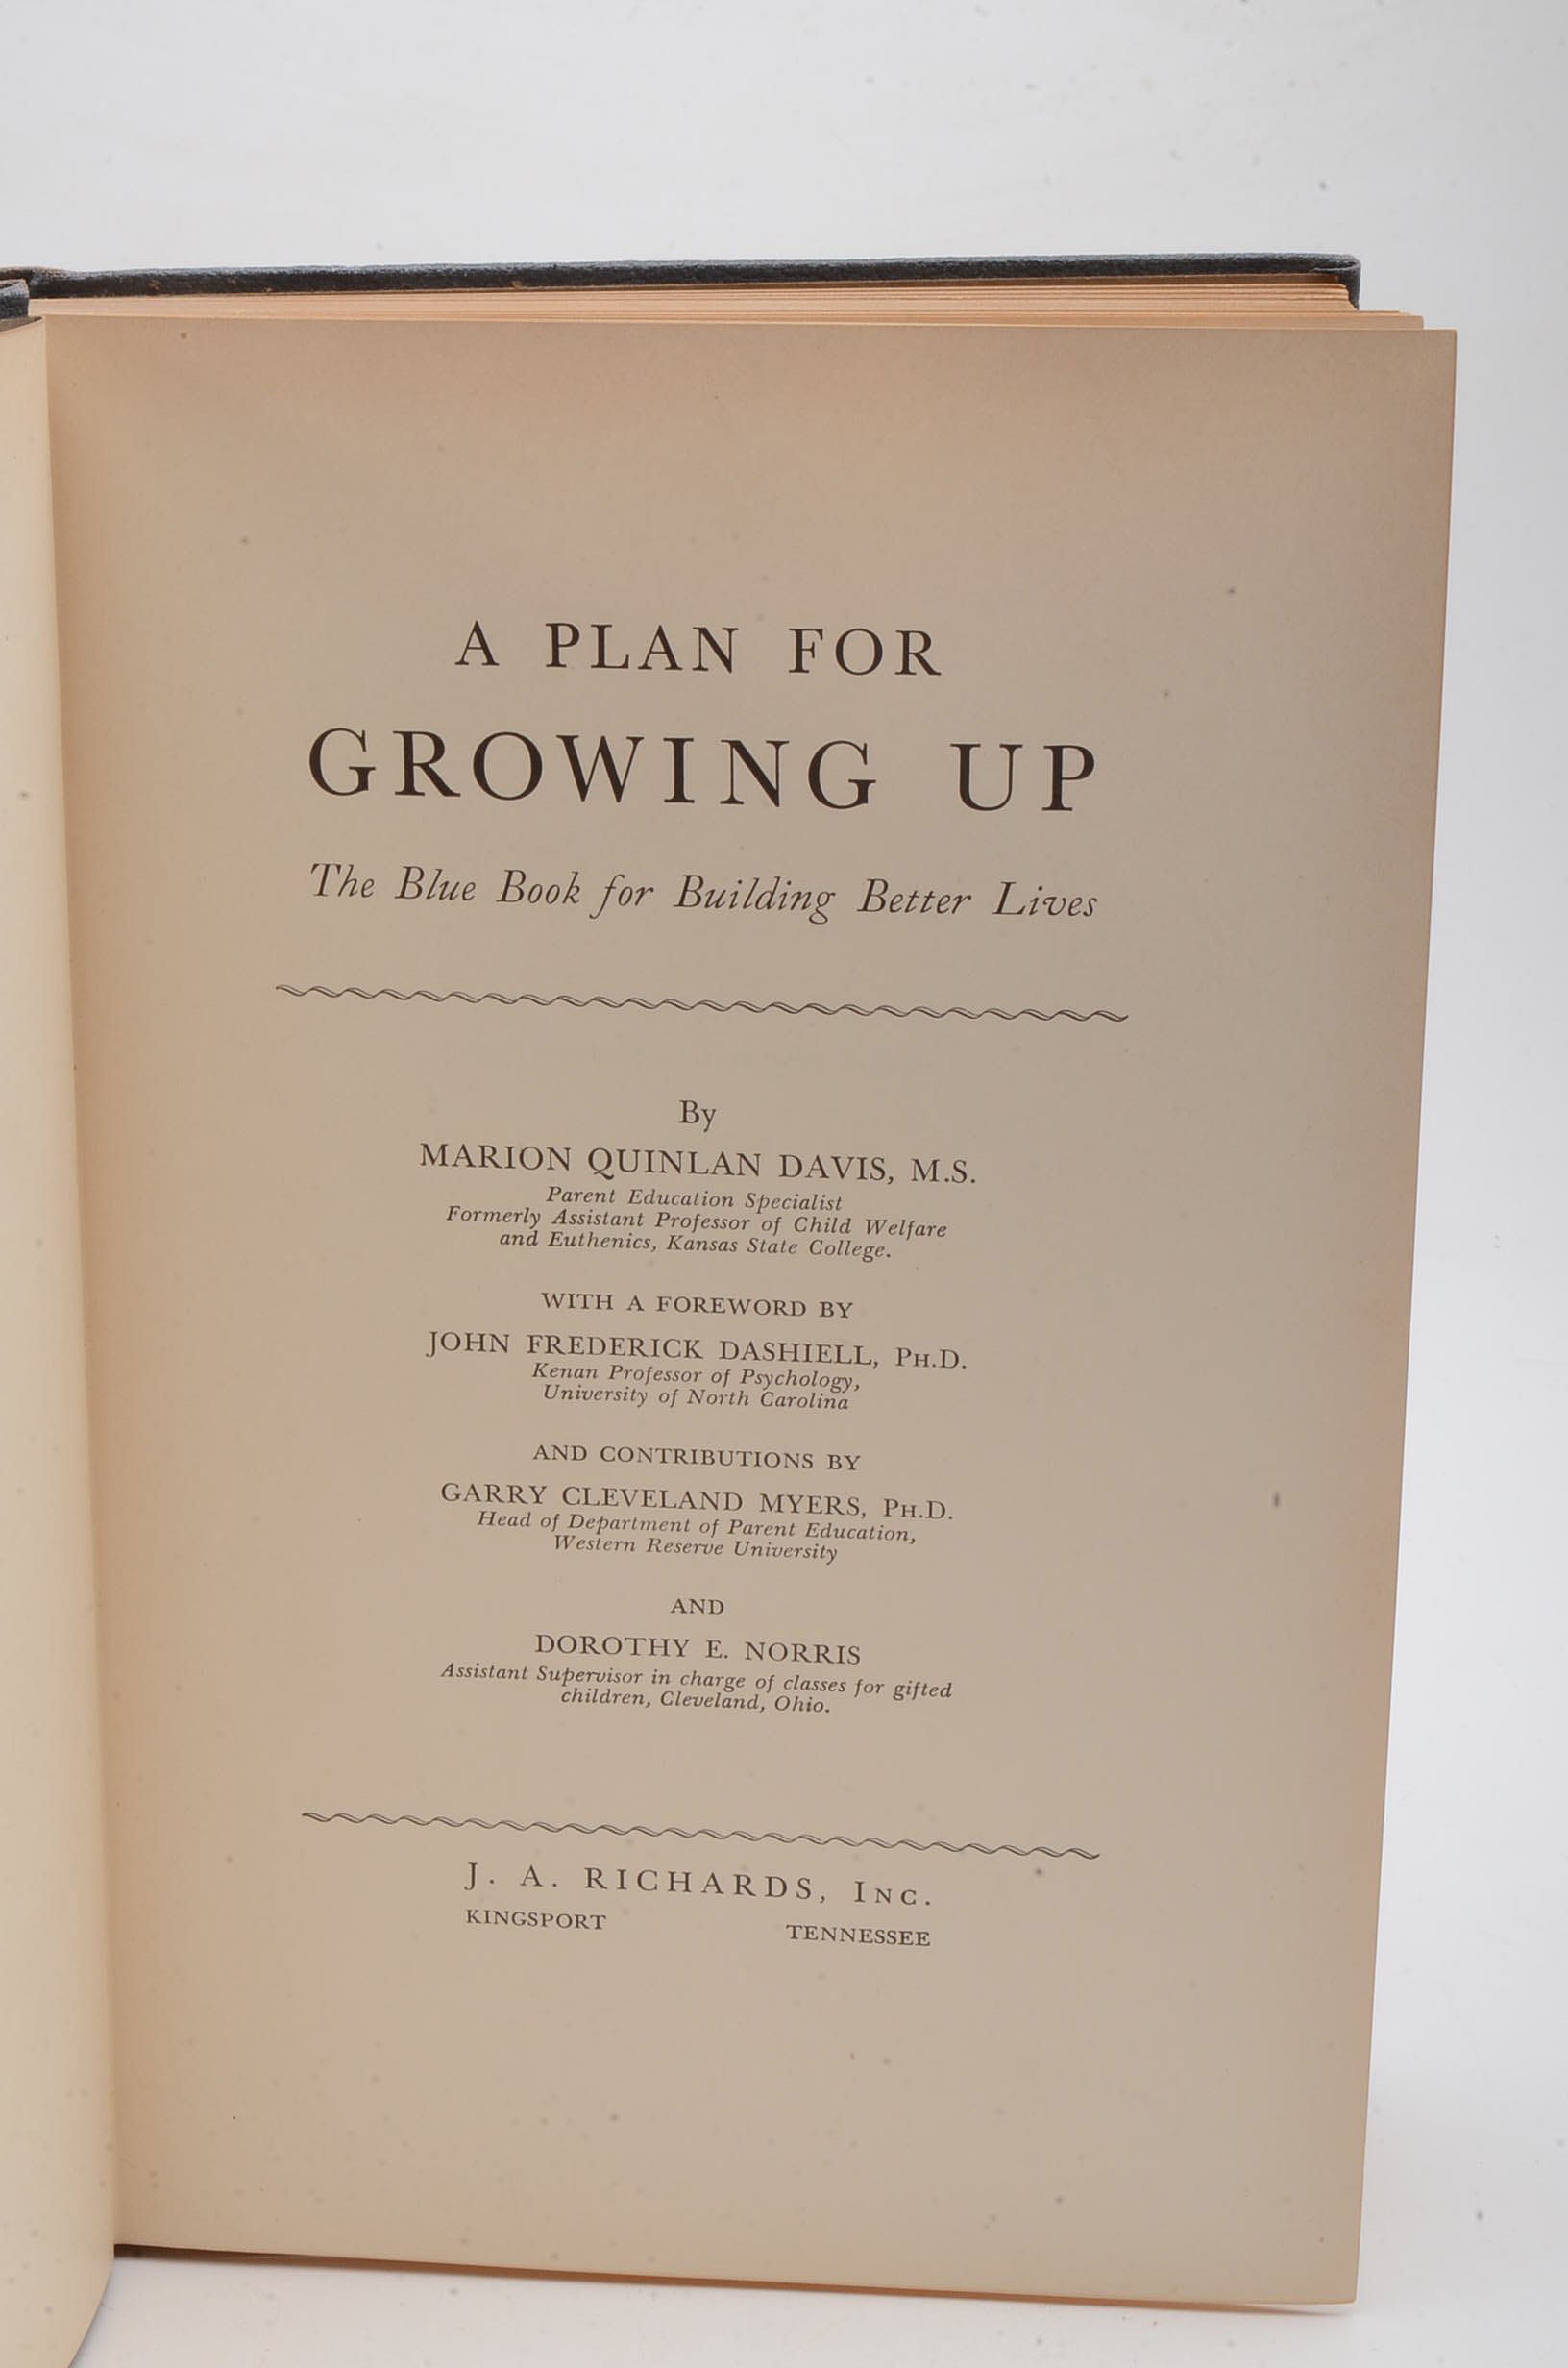 A PLAN FOR
GROWING UP
The Blue Book for Building Better Lives
By
MARION QUINLAN DAVIS, M.S.
Parent Education Specialist
Formerly Assistant Professor of Child Welfare
and Euthenics, Kansas State College.
WITH A FOREWORD BY
JOHN FREDERICK DASHIELL, PH.D.
Kenan Professor of Psychology,
University of North Carolina
AND CONTRIBUTIONS BY
GARRY CLEVELAND MYERS, PH.D.
Head of Department of Parent Education,
Western Reserve University
AND
DOROTHY E. NORRIS
Assistant Supervisor in charge of classes for gifted
children, Cleveland, Ohio.
J. A. RICHARDS, INC.
KINGSPORT TENNESSEE